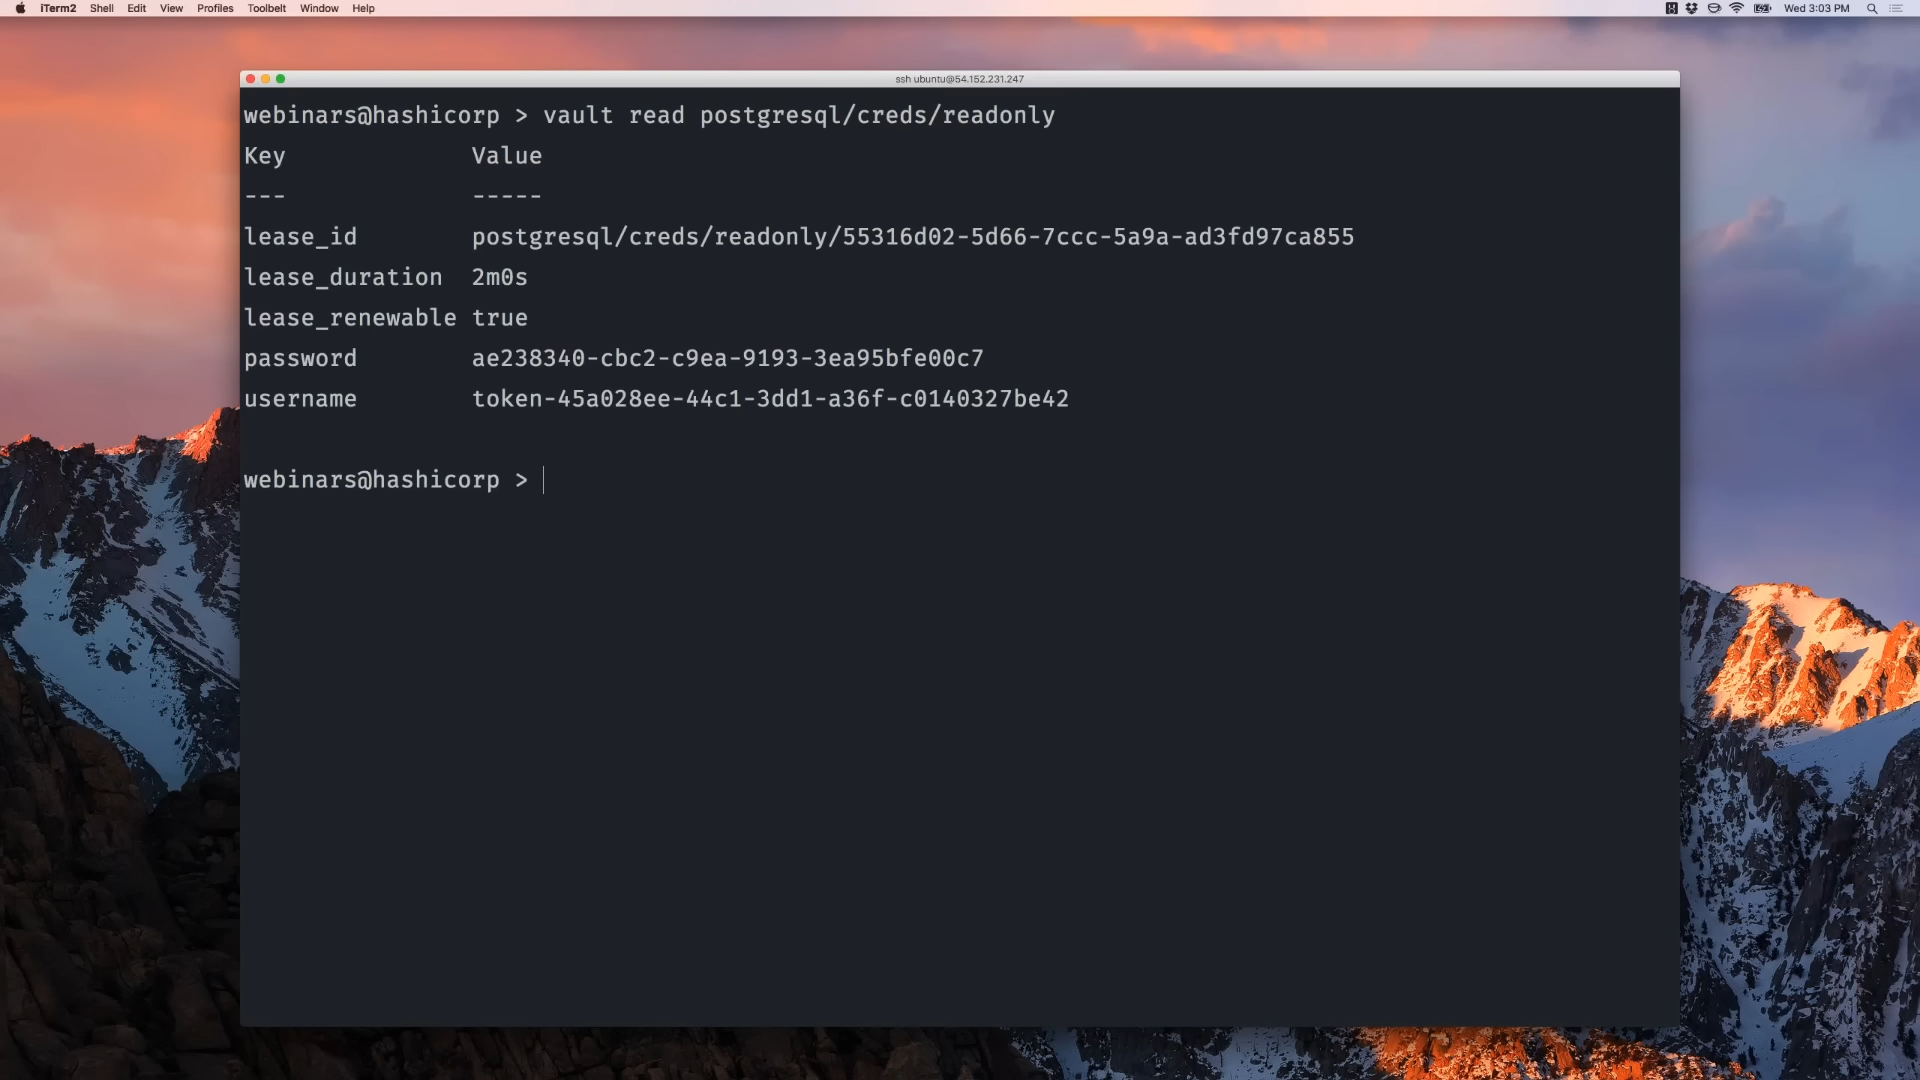 iTerm2 Shell Edit View Profiles Toolbelt Window Help Wed 3:03 PM
ssh ubuntu@54.152.231.247
webinars@hashicorp > vault read postgresql/creds/readonly
Key Value
--- -----
lease_id postgresql/creds/readonly/55316d02-5d66-7ccc-5a9a-ad3fd97ca855
lease_duration 2m0s
lease_renewable true
password ae238340-cbc2-c9ea-9193-3ea95bfe00c7
username token-45a028ee-44c1-3dd1-a36f-c0140327be42
webinars@hashicorp >